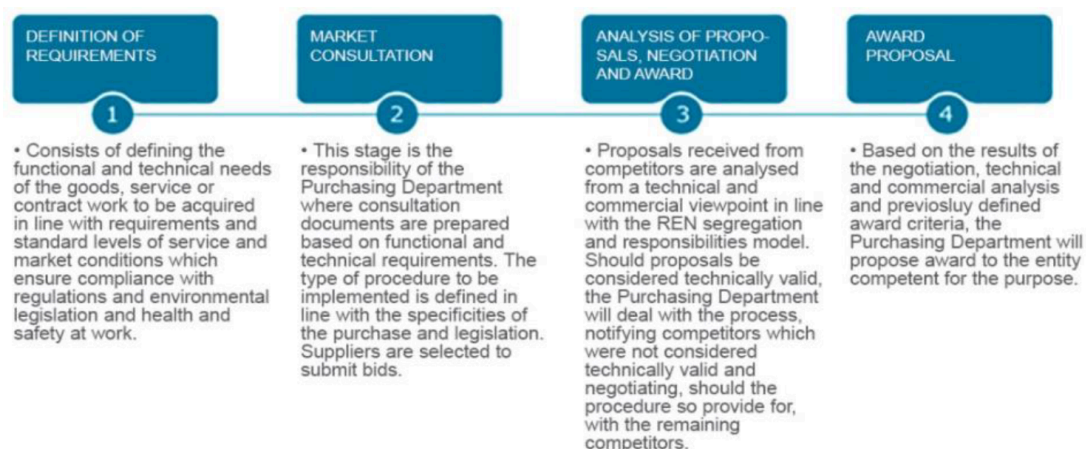 DEFINITION OF
REQUIREMENTS
1
• Consists of defining the
functional and technical needs
of the goods, service or
contract work to be acquired
in line with requirements and
standard levels of service and
market conditions which
ensure compliance with
regulations and environmental
legislation and health and
safety at work.
MARKET
CONSULTATION
2
• This stage is the
responsibility of the
Purchasing Department
where consultation
documents are prepared
based on functional and
technical requirements. The
type of procedure to be
implemented is defined in
line with the specificities of
the purchase and legislation.
Suppliers are selected to
submit bids.
ANALYSIS OF PROPO-
SALS, NEGOTIATION
AND AWARD
3
• Proposals received from
competitors are analysed
from a technical and
commercial viewpoint in line
with the REN segregation
and responsibilities model.
Should proposals be
considered technically valid,
the Purchasing Department
will deal with the process,
notifying competitors which
were not considered
technically valid and
negotiating, should the
procedure so provide for,
with the remaining
competitors.
AWARD
PROPOSAL
4
• Based on the results of
the negotiation, technical
and commercial analysis
and previosluy defined
award criteria, the
Purchasing Department will
propose award to the entity
competent for the purpose.